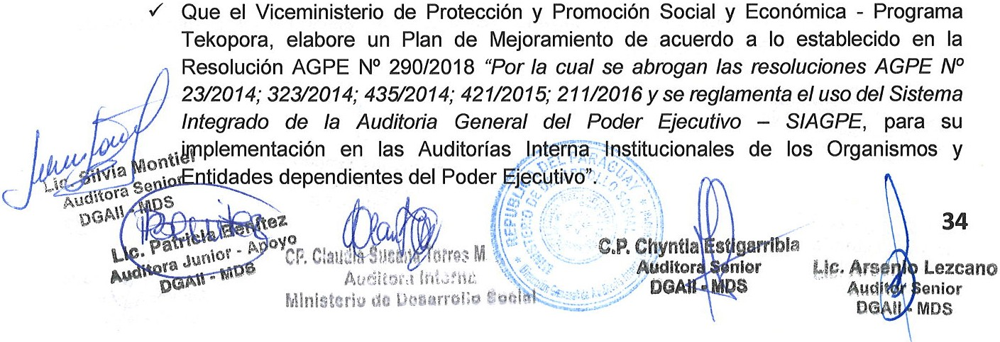 ✓ Que el Viceministerio de Protección y Promoción Social y Económica - Programa
Tekopora, elabore un Plan de Mejoramiento de acuerdo a lo establecido en la
Resolución AGPE Nº 290/2018 “Por la cual se abrogan las resoluciones AGPE Nº
23/2014; 323/2014; 435/2014; 421/2015; 211/2016 y se reglamenta el uso del Sistema
Integrado de la Auditoria General del Poder Ejecutivo – SIAGPE, para su
implementación en las Auditorías Interna Institucionales de los Organismos y
Entidades dependientes del Poder Ejecutivo”.
Lic. Silvia Montiel
Auditora Senior
DGAII - MDS
Lic. Patricia Benítez
Auditora Junior - Apoyo
DGAII - MDS
CP. Claudia Susana Torres M
Auditora Interna
Ministerio de Desarrollo Social
REPUBLICA DEL PARAGUAY
MINISTERIO DE DESARROLLO SOCIAL
C.P. Chyntia Estigarribia
Auditora Senior
DGAII - MDS
Lic. Arsenio Lezcano
Auditor Senior
DGAII - MDS
34